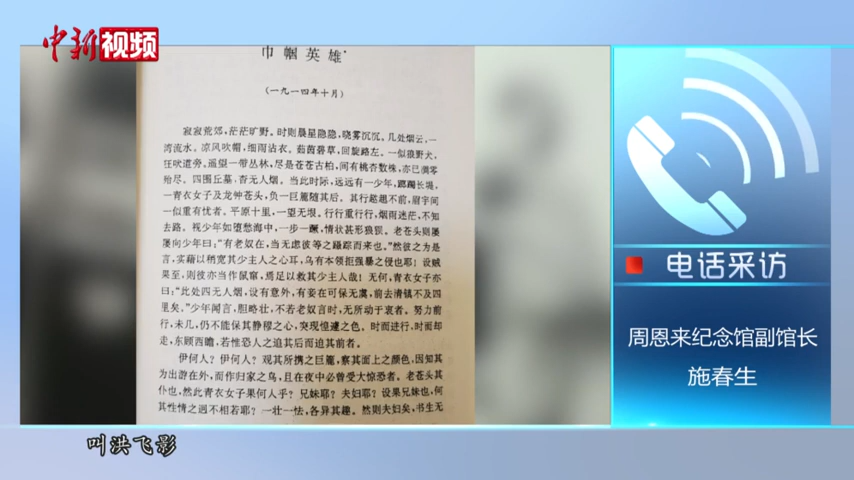 中新视频
巾帼英雄*
（一九一四年十月）
寂寂荒郊，茫茫旷野。时则晨星隐隐，晓雾沉沉。几处烟云，一
湾流水。凉风吹帽，细雨沾衣。茹茵碧草，回旋路左。一似狼野犬，
狂吠道旁。遥望一带丛林，尽是苍苍古柏，间有桃杏数株，亦已凋零
殆尽。四围丘墓，杳无人烟。当此时际，远远有一少年，踯躅长堤，
一青衣女子及龙钟苍头，负一巨簏随其后。其行趑趄不前，眉宇间
一似重有忧者。平原十里，一望无垠。行行重行行，烟雨迷茫，不知
去路。视少年如堕愁海中，一步一蹶，情状甚形狼狈。老苍头则屡
屡向少年曰：“有老奴在，当无虑彼等之蹑踪而来也。”然彼之为是
言，实藉以稍宽其少主人之心耳，乌有本领拒强暴之侵也耶！设贼
果至，则彼亦当作鼠窜，焉足以救其少主人哉！无何，青衣女子亦
曰：“此处四无人烟，设有意外，有妾在可保无虞，前去清镇不及四
里矣。”少年闻言，胆略壮，不若老奴言时，无所动于衷者。努力前
行，未几，仍不能保其静穆之心，突现惶遽之色。时而进行，时而却
走，东顾西瞻，若惟恐人之追其后而迫其前者。
伊何人？伊何人？观其所携之巨簏，察其面上之颜色，因知其
为出游在外，而作归家之鸟，且在夜中必曾受大惊恐者。老苍头其
仆也，然此青衣女子果何人乎？兄妹耶？夫妇耶？设果兄妹也，何
其性情之迥不相若耶？一壮一怯，各异其趣。然则夫妇矣，书生无
电话采访
周恩来纪念馆副馆长
施春生
叫洪飞影